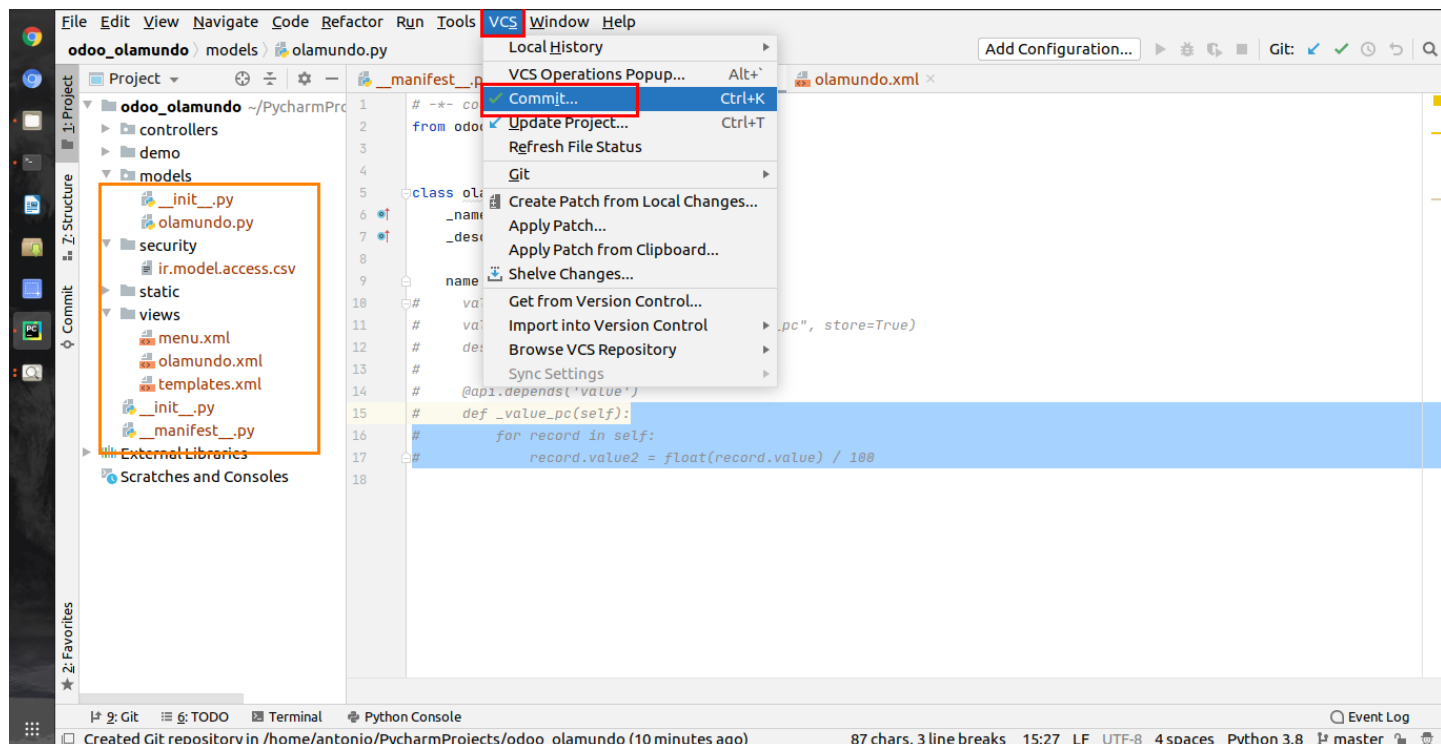 File Edit View Navigate Code Refactor Run Tools VCS Window Help
odoo_olamundo models olamundo.py
Add Configuration... Git:
Project
olamundo.xml
1: Project
Z: Structure
Commit
2: Favorites
odoo_olamundo ~/PycharmPro
controllers
demo
models
__init__.py
olamundo.py
security
ir.model.access.csv
static
views
menu.xml
olamundo.xml
templates.xml
__init__.py
__manifest__.py
External Libraries
Scratches and Consoles
Local History
VCS Operations Popup... Alt+`
Commit... Ctrl+K
Update Project... Ctrl+T
Refresh File Status
Git
Create Patch from Local Changes...
Apply Patch...
Apply Patch from Clipboard...
Shelve Changes...
Get from Version Control...
Import into Version Control
Browse VCS Repository
Sync Settings
__manifest__.p
1 # -*- co
2 from odoo
3
4
5 class ola
6 _name
7 _desc
8
9 name
10 # val
11 # val _pc", store=True)
12 # des
13 #
14 # @api.depends('value')
15 # def _value_pc(self):
16 # for record in self:
17 # record.value2 = float(record.value) / 100
18
9: Git 6: TODO Terminal Python Console Event Log
Created Git repository in /home/antonio/PycharmProjects/odoo_olamundo (10 minutes ago) 87 chars, 3 line breaks 15:27 LF UTF-8 4 spaces Python 3.8 master